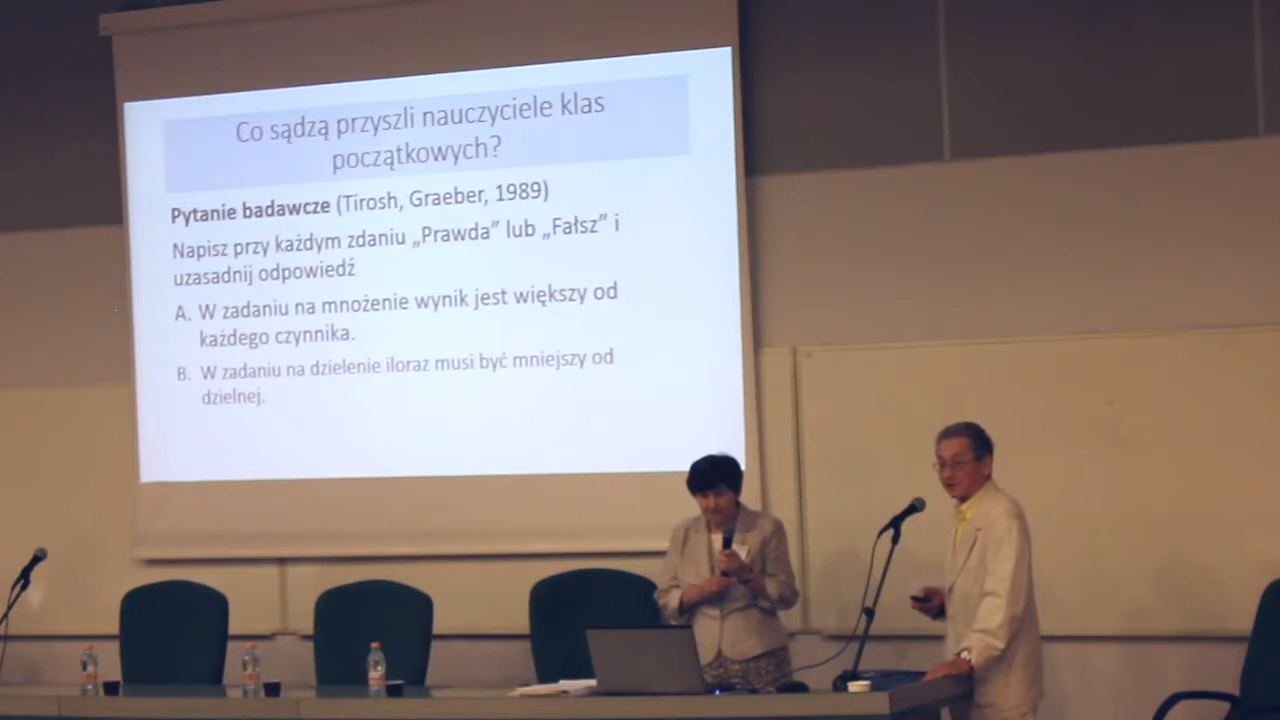 Co sądzą przyszli nauczyciele klas
początkowych?
Pytanie badawcze (Tirosh, Graeber, 1989)
Napisz przy każdym zdaniu „Prawda” lub „Fałsz” i
uzasadnij odpowiedź
A. W zadaniu na mnożenie wynik jest większy od
każdego czynnika.
B. W zadaniu na dzielenie iloraz musi być mniejszy od
dzielnej.